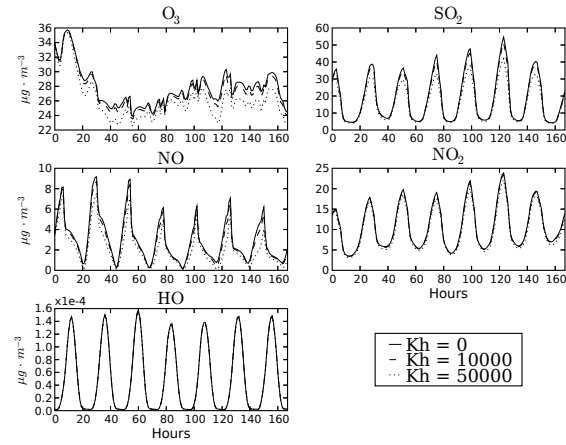 O₃
36
34
32
30
28
26
24
22
0 20 40 60 80 100 120 140 160
μg · m⁻³
SO₂
60
50
40
30
20
10
0
0 20 40 60 80 100 120 140 160
NO
10
8
6
4
2
0
0 20 40 60 80 100 120 140 160
μg · m⁻³
NO₂
25
20
15
10
5
0
0 20 40 60 80 100 120 140 160
Hours
HO
x1e-4
1.6
1.4
1.2
1.0
0.8
0.6
0.4
0.2
0.0
0 20 40 60 80 100 120 140 160
μg · m⁻³
Hours
Kh = 0
Kh = 10000
Kh = 50000